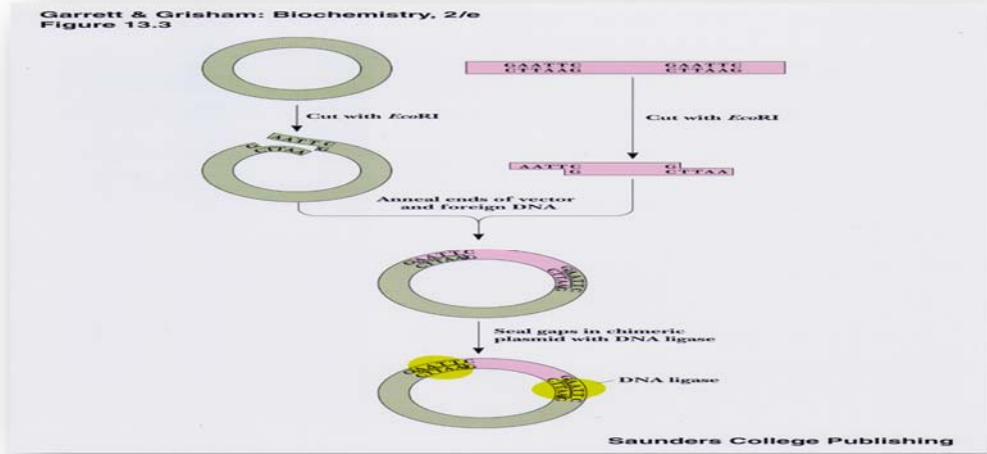 Garrett & Grisham: Biochemistry, 2/e
Figure 13.3
GAATTC GAATTC
CTTAAG CTTAAG
Cut with EcoRI
Cut with EcoRI
AATTC
G
CTTAA
G
AATTC G
G CTTAA
Anneal ends of vector
and foreign DNA
GAATTC
CTTAAG
GAATTC
CTTAAG
Seal gaps in chimeric
plasmid with DNA ligase
GAATTC
CTTAAG
GAATTC
CTTAAG
DNA ligase
Saunders College Publishing